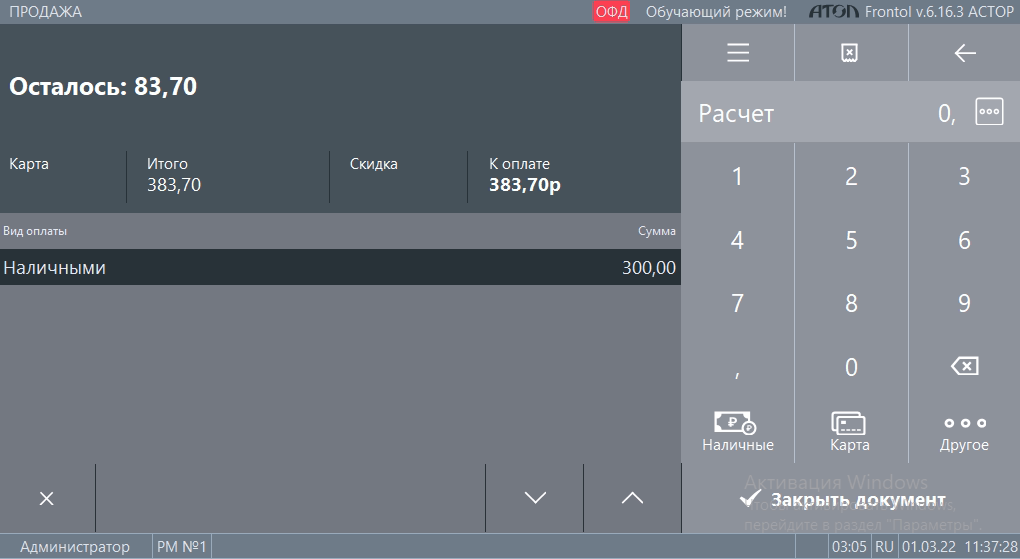 ПРОДАЖА ОФД Обучающий режим! АТОЛ Frontol v.6.16.3 АСТОР
Осталось: 83,70
Карта Итого Скидка К оплате
383,70 383,70р
Вид оплаты Сумма
Наличными 300,00
Расчет 0,
1 2 3
4 5 6
7 8 9
, 0
Наличные Карта Другое
Активация Windows
Закрыть документ
перейдите в раздел "Параметры".
Администратор РМ №1 03:05 RU 01.03.22 11:37:28